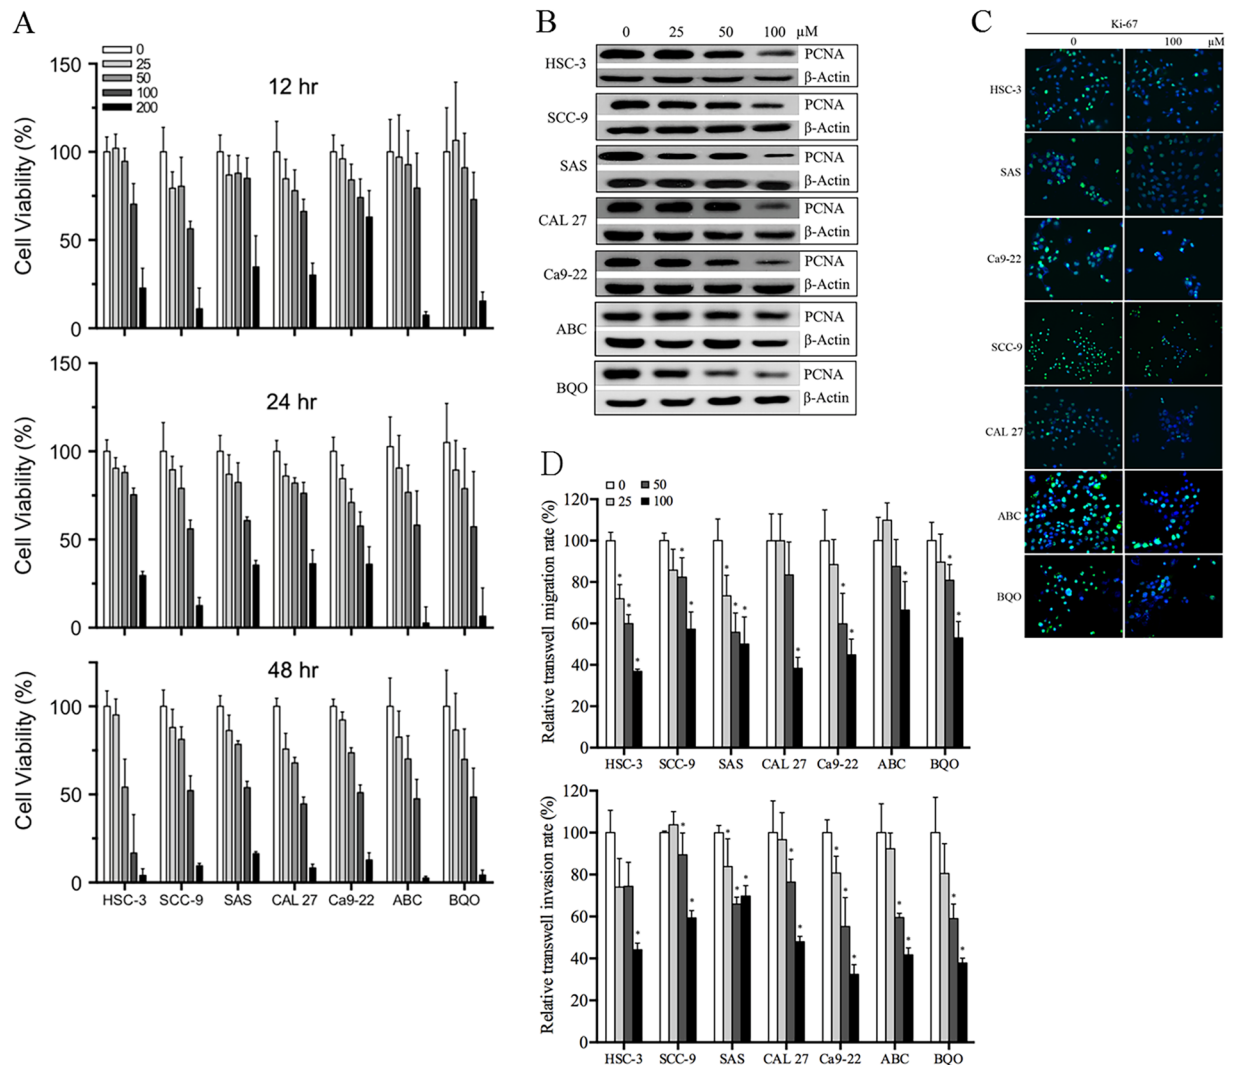 A
0
25
50
100
200
12 hr
Cell Viability (%)
150
100
50
0
24 hr
Cell Viability (%)
150
100
50
0
48 hr
Cell Viability (%)
100
50
0
HSC-3 SCC-9 SAS CAL 27 Ca9-22 ABC BQO
B
0 25 50 100 µM
HSC-3 PCNA
β-Actin
SCC-9 PCNA
β-Actin
SAS PCNA
β-Actin
CAL 27 PCNA
β-Actin
Ca9-22 PCNA
β-Actin
ABC PCNA
β-Actin
BQO PCNA
β-Actin
C
Ki-67
0 100 µM
HSC-3
SAS
Ca9-22
SCC-9
CAL 27
ABC
BQO
D
0 50
25 100
Relative transwell migration rate (%)
120
100
80
60
40
20
0
* * * * * * * * * * * * * *
HSC-3 SCC-9 SAS CAL 27 Ca9-22 ABC BQO
Relative transwell invasion rate (%)
120
100
80
60
40
20
0
* * * * * * * * * * * * * * * 
HSC-3 SCC-9 SAS CAL 27 Ca9-22 ABC BQO